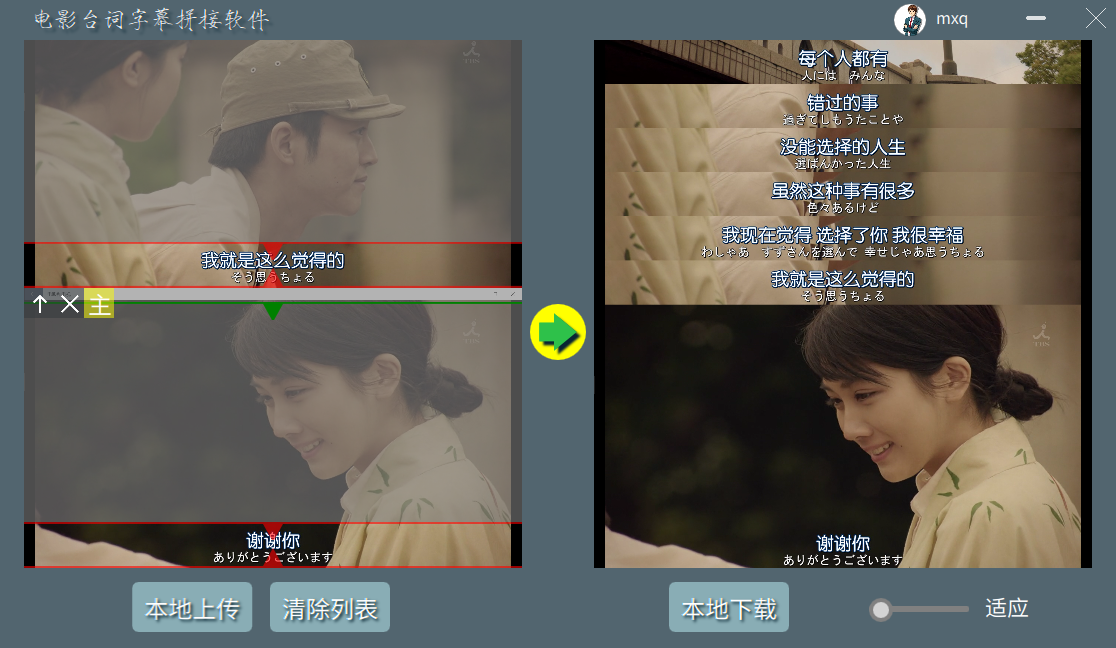 电影台词字幕拼接软件
mxq
我就是这么觉得的
そう思うちょる
主
谢谢你
ありがとうございます
每个人都有
人には みんな
错过的事
過ぎてしもうたことや
没能选择的人生
選ばんかった人生
虽然这种事有很多
色々あるけど
我现在觉得 选择了你 我很幸福
わしゃあ すずさんを選んで 幸せじゃあ思うちょる
我就是这么觉得的
そう思うちょる
谢谢你
ありがとうございます
本地上传
清除列表
本地下载
适应